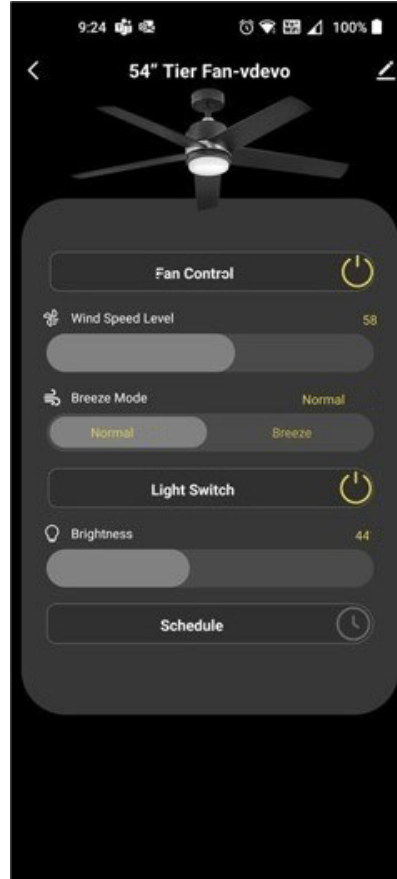 9:24
100%
54" Tier Fan-vdevo
Fan Control
Wind Speed Level 58
Breeze Mode Normal
Normal Breeze
Light Switch
Brightness 44
Schedule